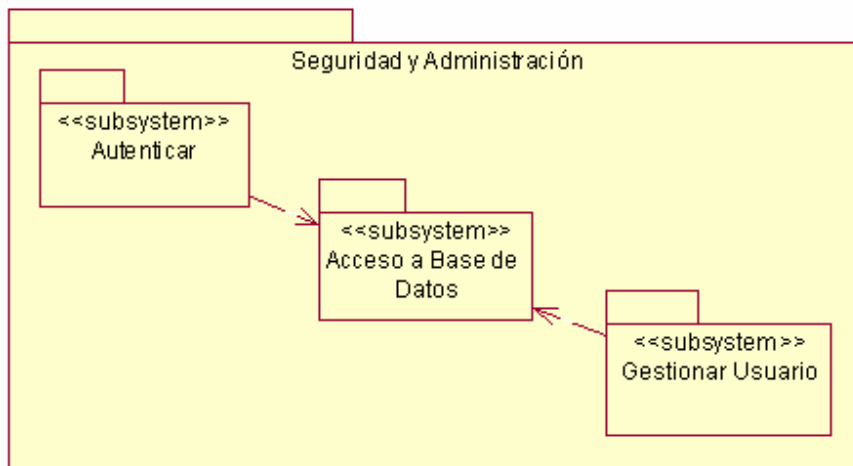 Seguridad y Administración
<<subsystem>>
Autenticar
<<subsystem>>
Acceso a Base de
Datos
<<subsystem>>
Gestionar Usuario